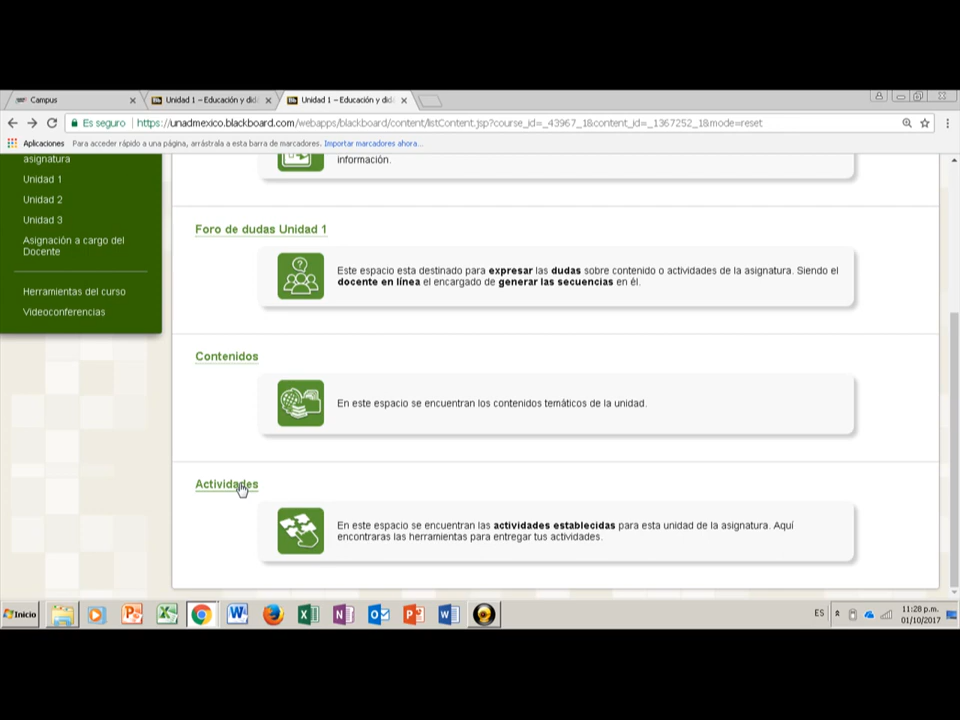 Campus
Unidad 1 – Educación y did
Unidad 1 – Educación y did
Es seguro
https://unadmexico.blackboard.com/webapps/blackboard/content/listContent.jsp?course_id=_43967_1&content_id=_1367252_1&mode=reset
Aplicaciones
Para acceder rápido a una página, arrástrala a esta barra de marcadores.
Importar marcadores ahora...
asignatura
Unidad 1
Unidad 2
Unidad 3
Asignación a cargo del
Docente
Herramientas del curso
Videoconferencias
información.
Foro de dudas Unidad 1
Este espacio esta destinado para expresar las dudas sobre contenido o actividades de la asignatura. Siendo el
docente en línea el encargado de generar las secuencias en él.
Contenidos
En este espacio se encuentran los contenidos temáticos de la unidad.
Actividades
En este espacio se encuentran las actividades establecidas para esta unidad de la asignatura. Aquí
encontraras las herramientas para entregar tus actividades.
Inicio
ES
11:28 p.m.
01/10/2017